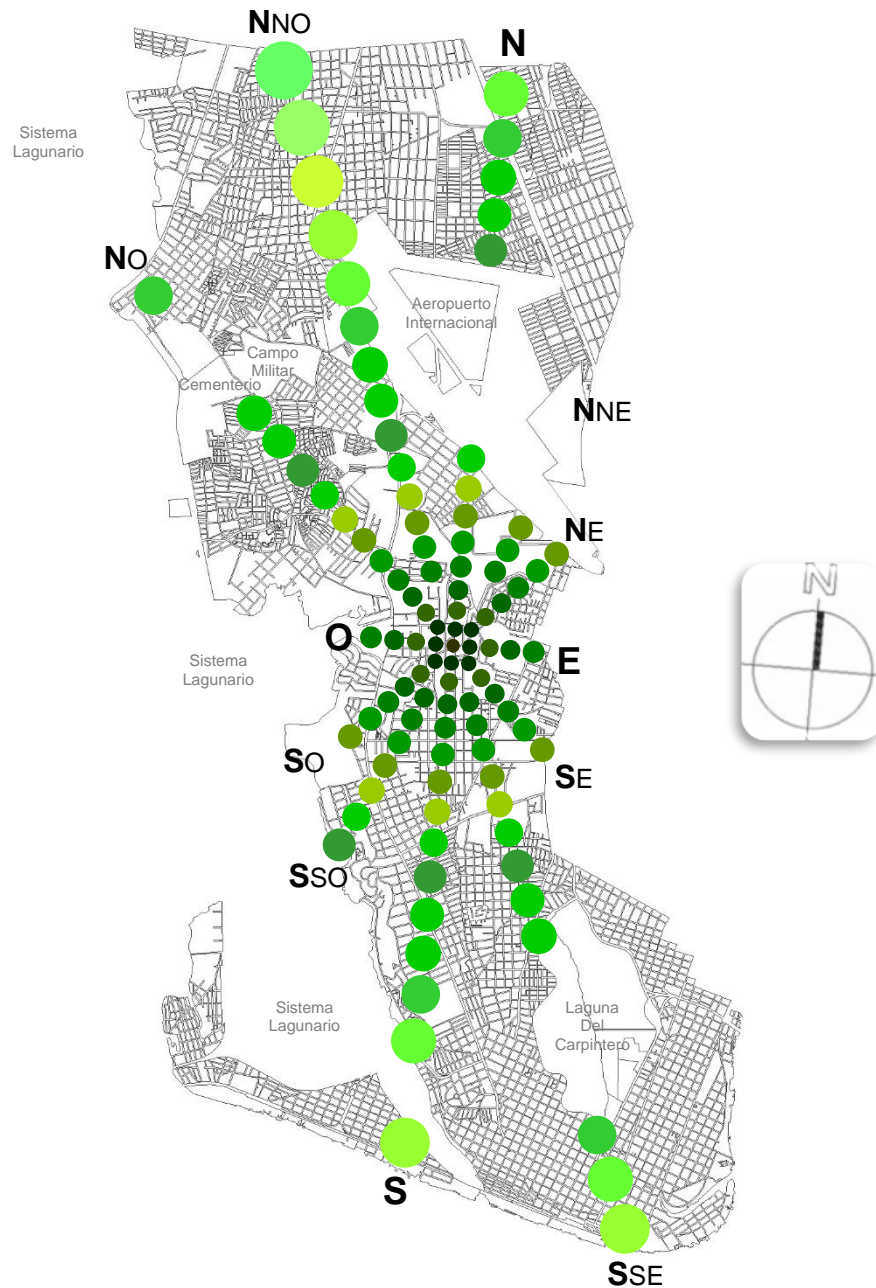 NNO
N
Sistema
Lagunario
NO
Aeropuerto
Internacional
Campo
Militar
Cementerio
NNE
NE
O
E
Sistema
Lagunario
SO
SE
SSO
Sistema
Lagunario
Laguna
Del
Carpintero
S
SSE
N